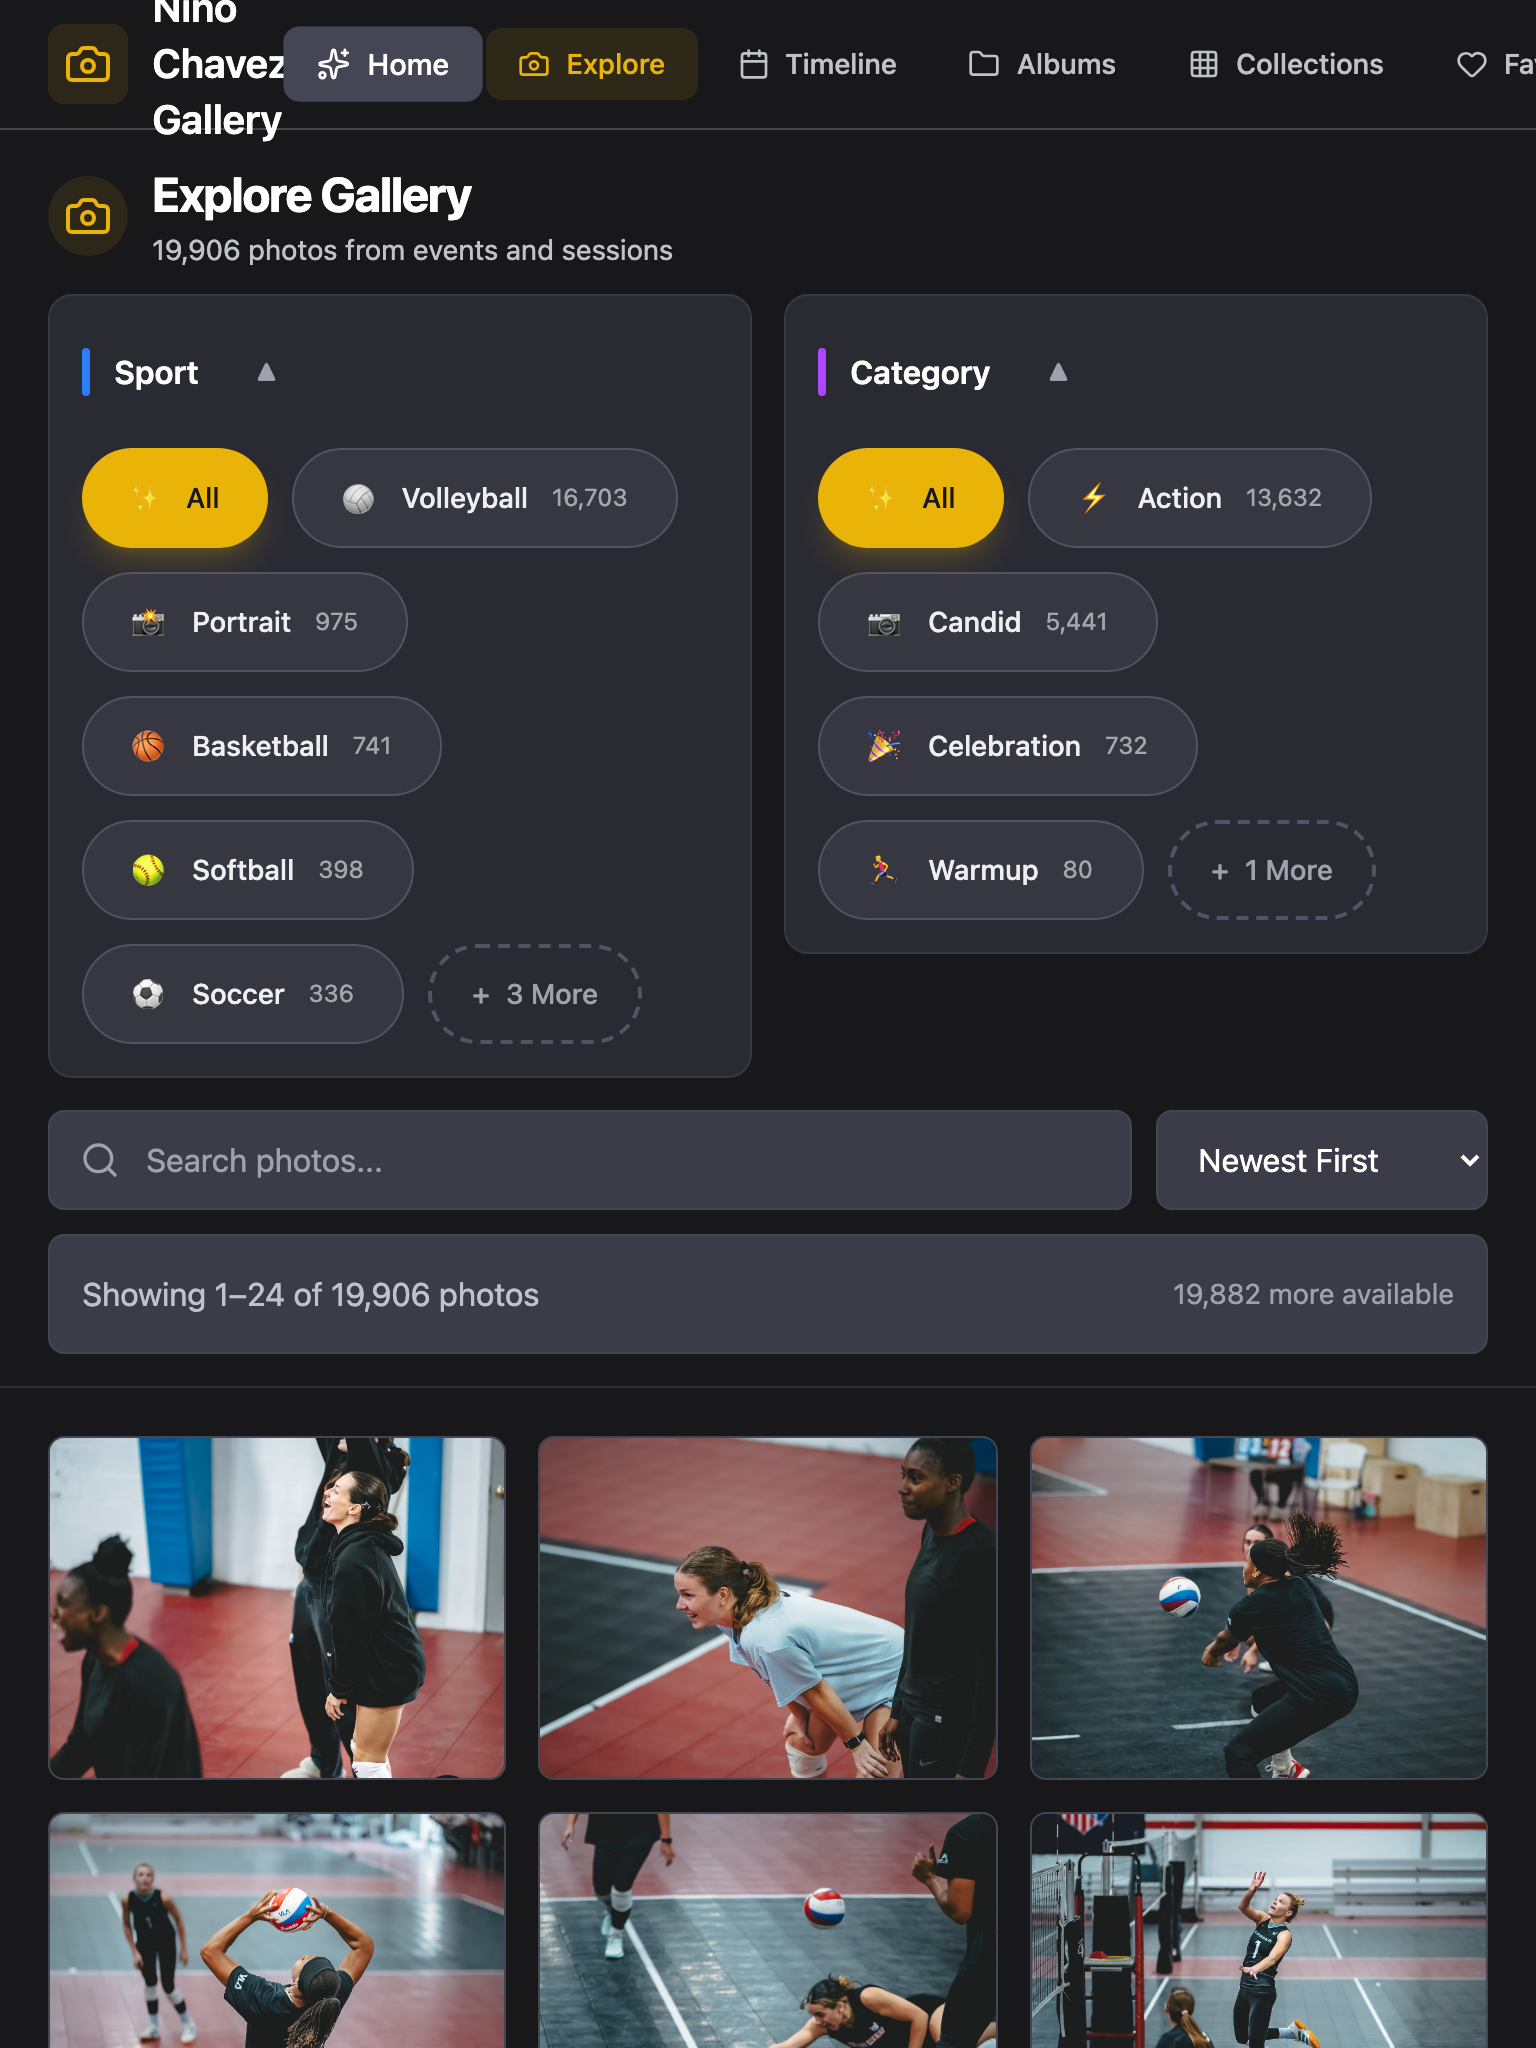 Nino
Chavez
Gallery
Home
Explore
Timeline
Albums
Collections
Explore Gallery
19,906 photos from events and sessions
Sport
All
Volleyball 16,703
Portrait 975
Basketball 741
Softball 398
Soccer 336
+ 3 More
Category
All
Action 13,632
Candid 5,441
Celebration 732
Warmup 80
+ 1 More
Search photos...
Newest First
Showing 1–24 of 19,906 photos
19,882 more available
12
VLA
1